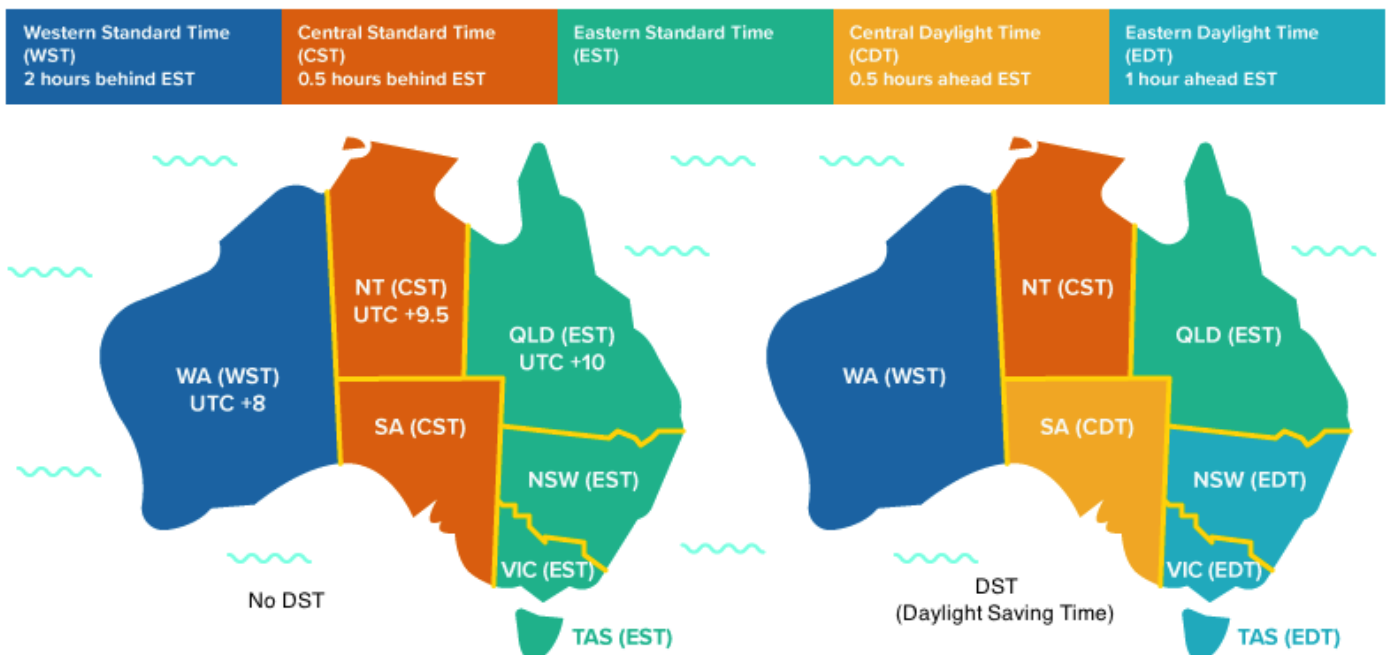 Western Standard Time
(WST)
2 hours behind EST
Central Standard Time
(CST)
0.5 hours behind EST
Eastern Standard Time
(EST)
Central Daylight Time
(CDT)
0.5 hours ahead EST
Eastern Daylight Time
(EDT)
1 hour ahead EST
NT (CST)
UTC +9.5
QLD (EST)
UTC +10
WA (WST)
UTC +8
SA (CST)
NSW (EST)
VIC (EST)
TAS (EST)
No DST
NT (CST)
QLD (EST)
WA (WST)
SA (CDT)
NSW (EDT)
VIC (EDT)
TAS (EDT)
DST
(Daylight Saving Time)